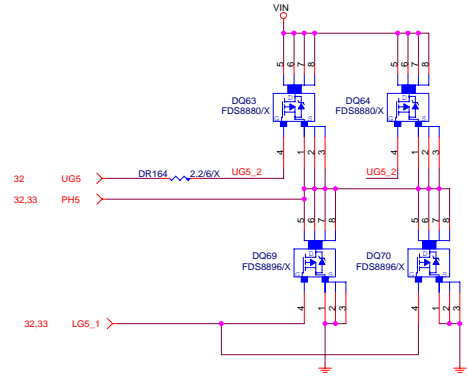 VIN
5 6 7 8 5 6 7 8
D D
DQ63 DQ64
FDS8880/X FDS8880/X
G S G S
4 1 2 3 4 1 2 3
32 UG5 DR164 2.2/6/X UG5_2 UG5_2
32,33 PH5
5 6 7 8 5 6 7 8
D D
DQ69 DQ70
FDS8896/X FDS8896/X
G S G S
4 1 2 3 4 1 2 3
32,33 LG5_1